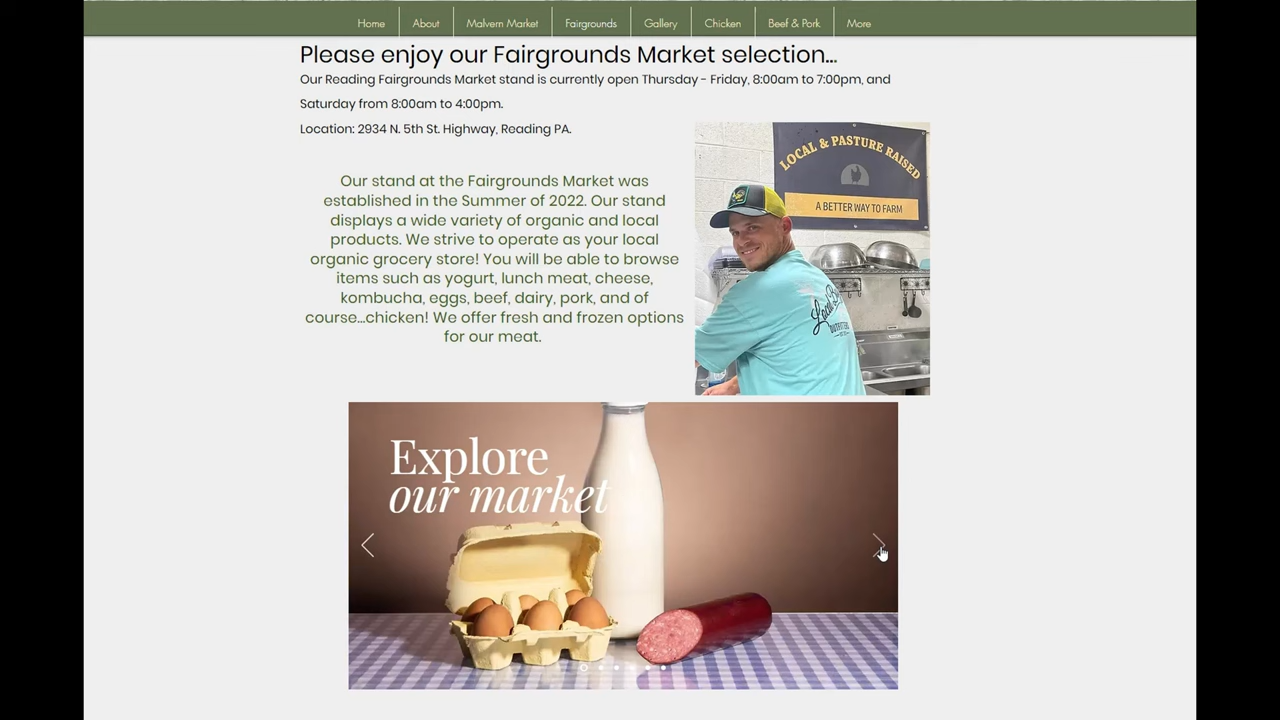 Home
About
Malvern Market
Fairgrounds
Gallery
Chicken
Beef & Pork
More
Please enjoy our Fairgrounds Market selection...
Our Reading Fairgrounds Market stand is currently open Thursday - Friday, 8:00am to 7:00pm, and
Saturday from 8:00am to 4:00pm.
Location: 2934 N. 5th St. Highway, Reading PA.
Our stand at the Fairgrounds Market was
established in the Summer of 2022. Our stand
displays a wide variety of organic and local
products. We strive to operate as your local
organic grocery store! You will be able to browse
items such as yogurt, lunch meat, cheese,
kombucha, eggs, beef, dairy, pork, and of
course...chicken! We offer fresh and frozen options
for our meat.
LOCAL & PASTURE RAISED
A BETTER WAY TO FARM
Local
OUTFITTERS
Explore
our market